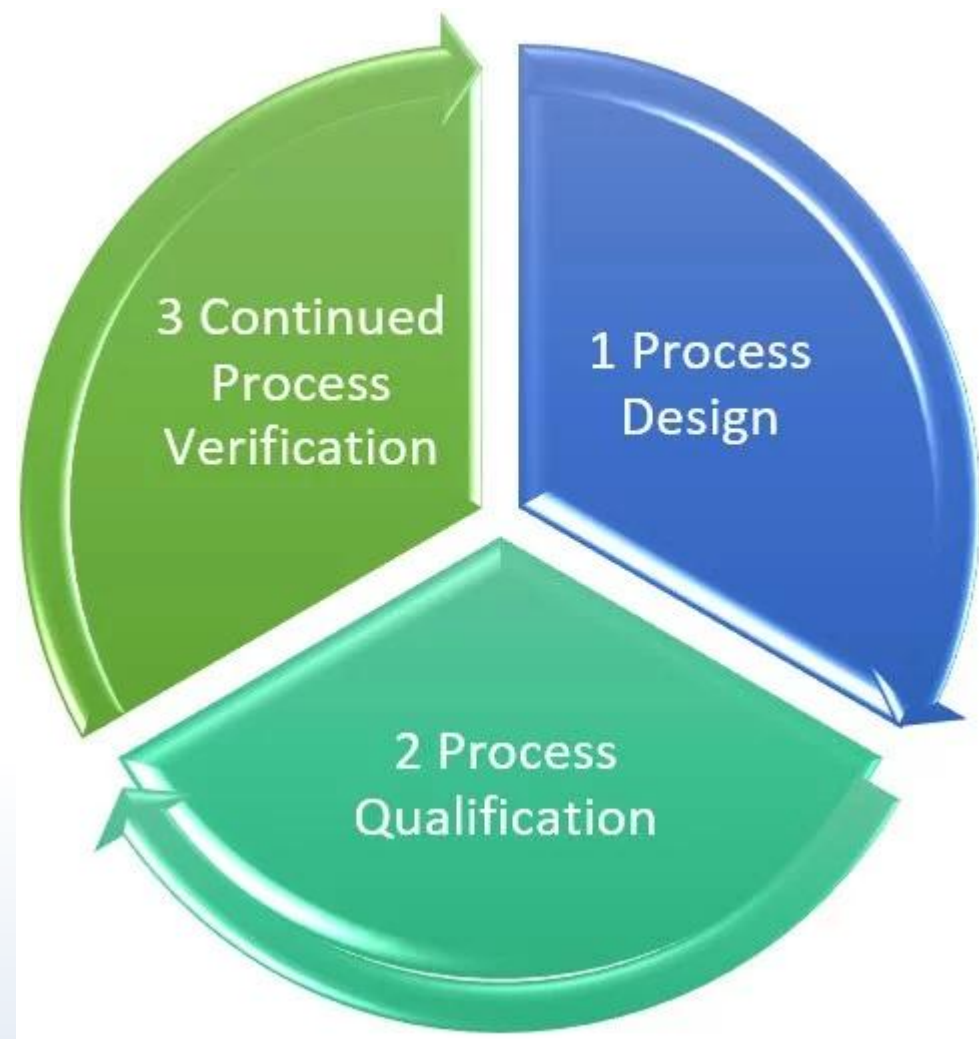 1 Process
Design
2 Process
Qualification
3 Continued
Process
Verification